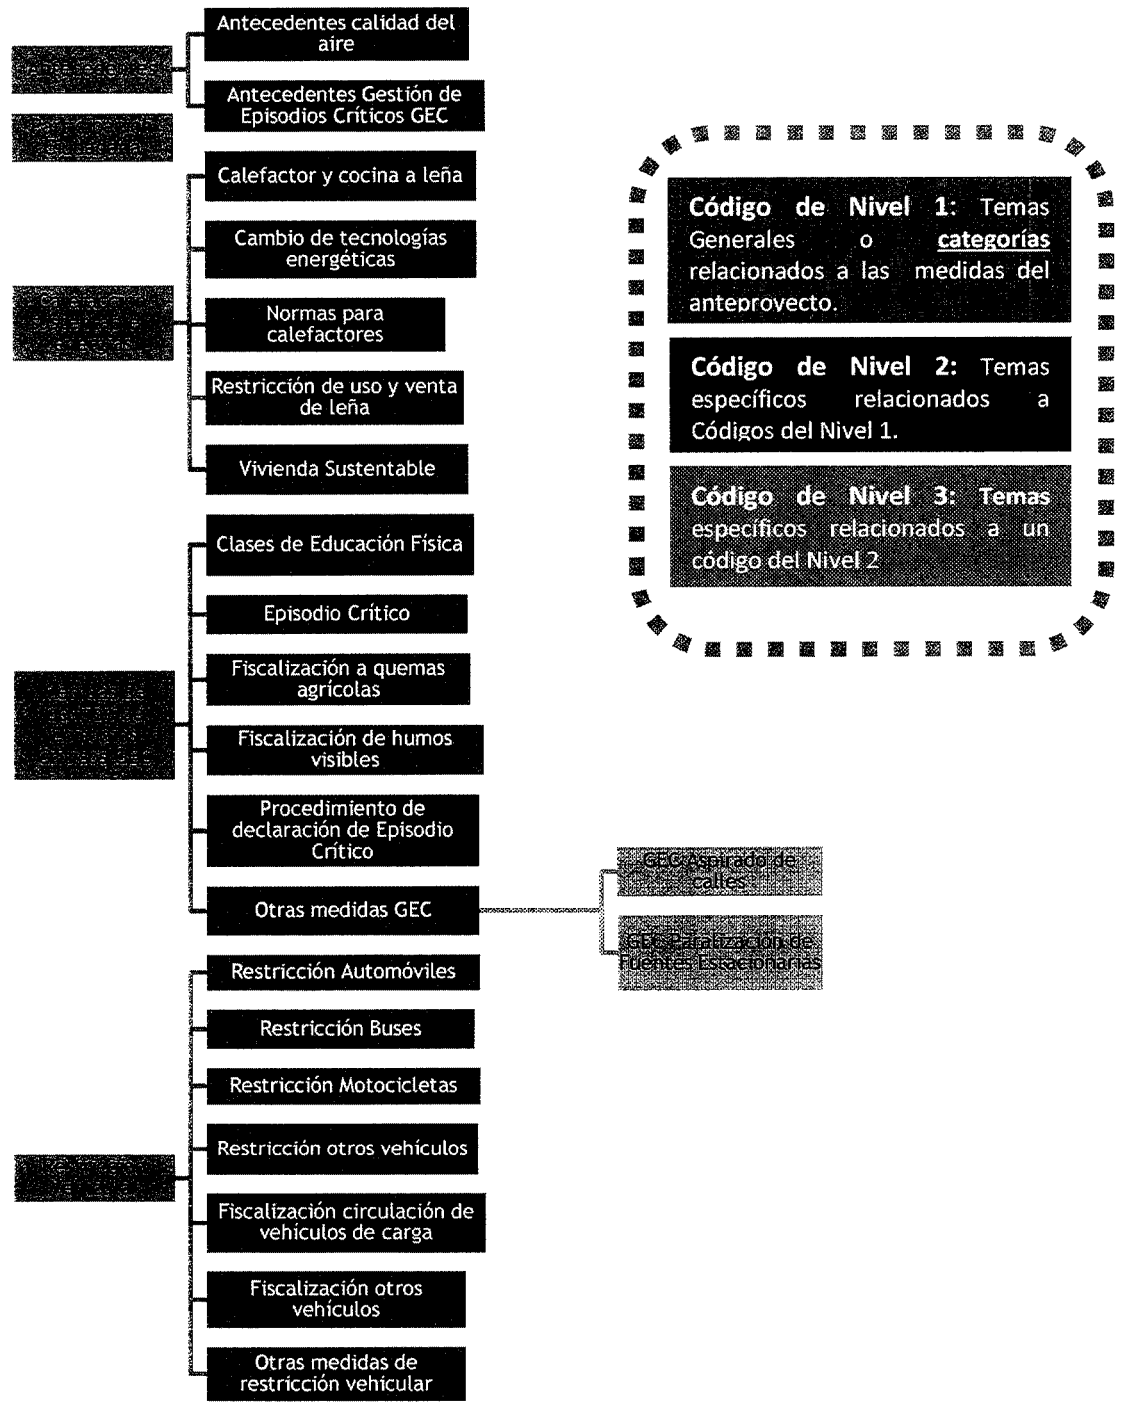 Antecedentes calidad del
aire
Antecedentes Gestión de
Episodios Críticos GEC
Calefactor y cocina a leña
Cambio de tecnologías
energéticas
Normas para
calefactores
Restricción de uso y venta
de leña
Vivienda Sustentable
Clases de Educación Física
Episodio Crítico
Fiscalización a quemas
agrícolas
Fiscalización de humos
visibles
Procedimiento de
declaración de Episodio
Crítico
Otras medidas GEC
GEC Aspirado de
calles
GEC Paralización de
Fuentes Estacionarias
Restricción Automóviles
Restricción Buses
Restricción Motocicletas
Restricción otros vehículos
Fiscalización circulación de
vehículos de carga
Fiscalización otros
vehículos
Otras medidas de
restricción vehicular
Código de Nivel 1: Temas
Generales o categorías
relacionados a las medidas del
anteproyecto.
Código de Nivel 2: Temas
específicos relacionados a
Códigos del Nivel 1.
Código de Nivel 3: Temas
específicos relacionados a un
código del Nivel 2